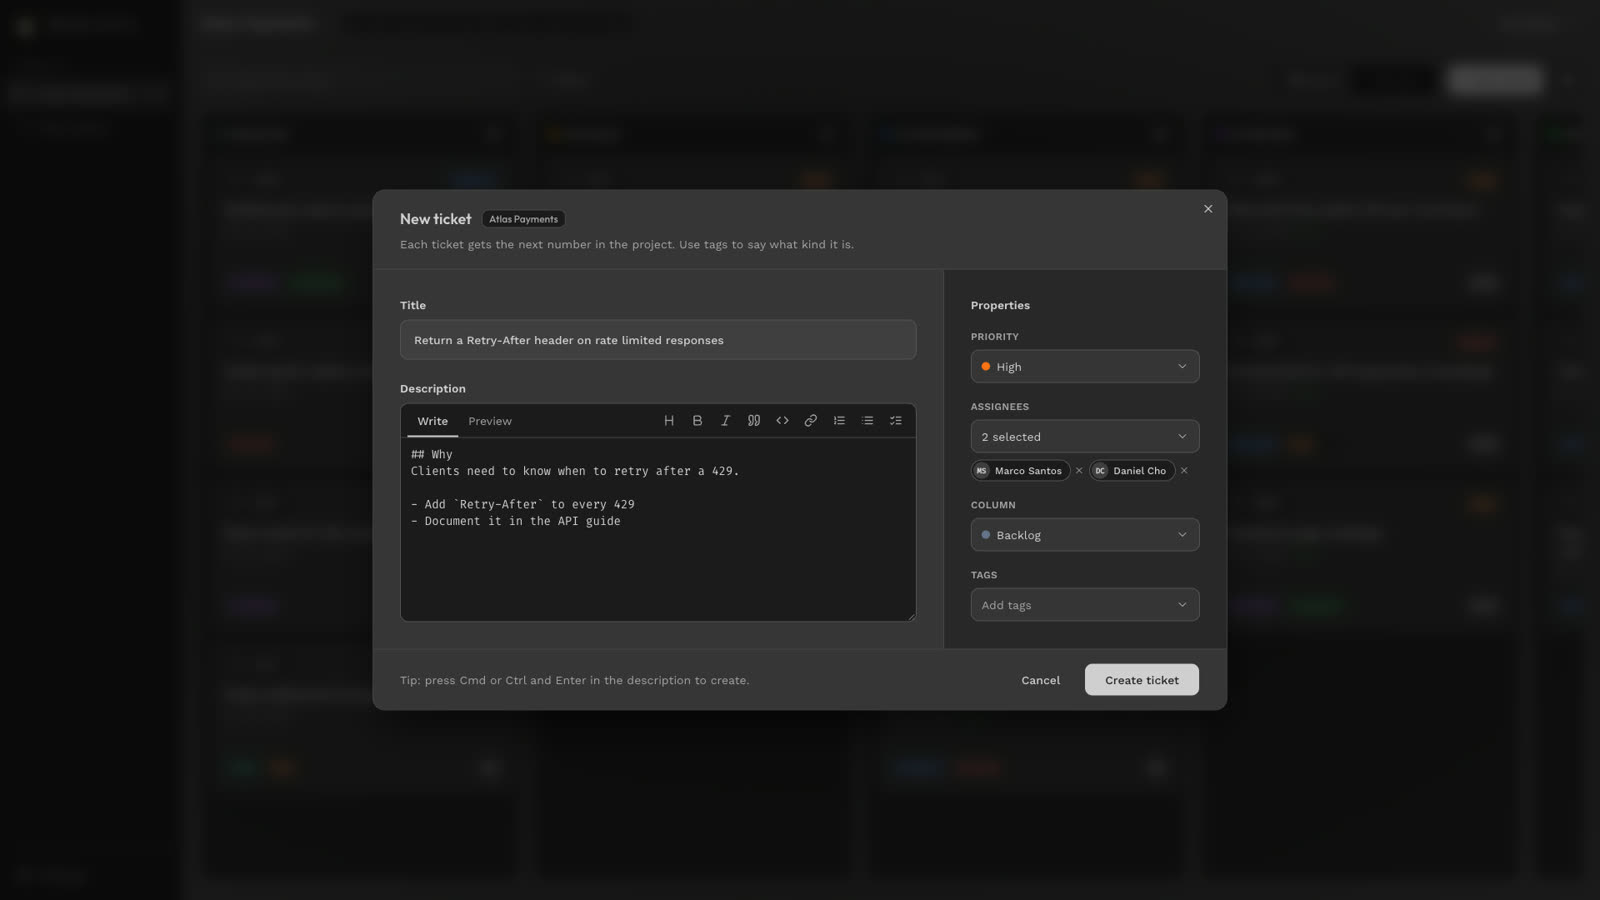 New ticket
Atlas Payments
Each ticket gets the next number in the project. Use tags to say what kind it is.
Title
Return a Retry-After header on rate limited responses
Description
Write
Preview
## Why
Clients need to know when to retry after a 429.
- Add `Retry-After` to every 429
- Document it in the API guide
Properties
PRIORITY
High
ASSIGNEES
2 selected
MS Marco Santos
DC Daniel Cho
COLUMN
Backlog
TAGS
Add tags
Tip: press Cmd or Ctrl and Enter in the description to create.
Cancel
Create ticket